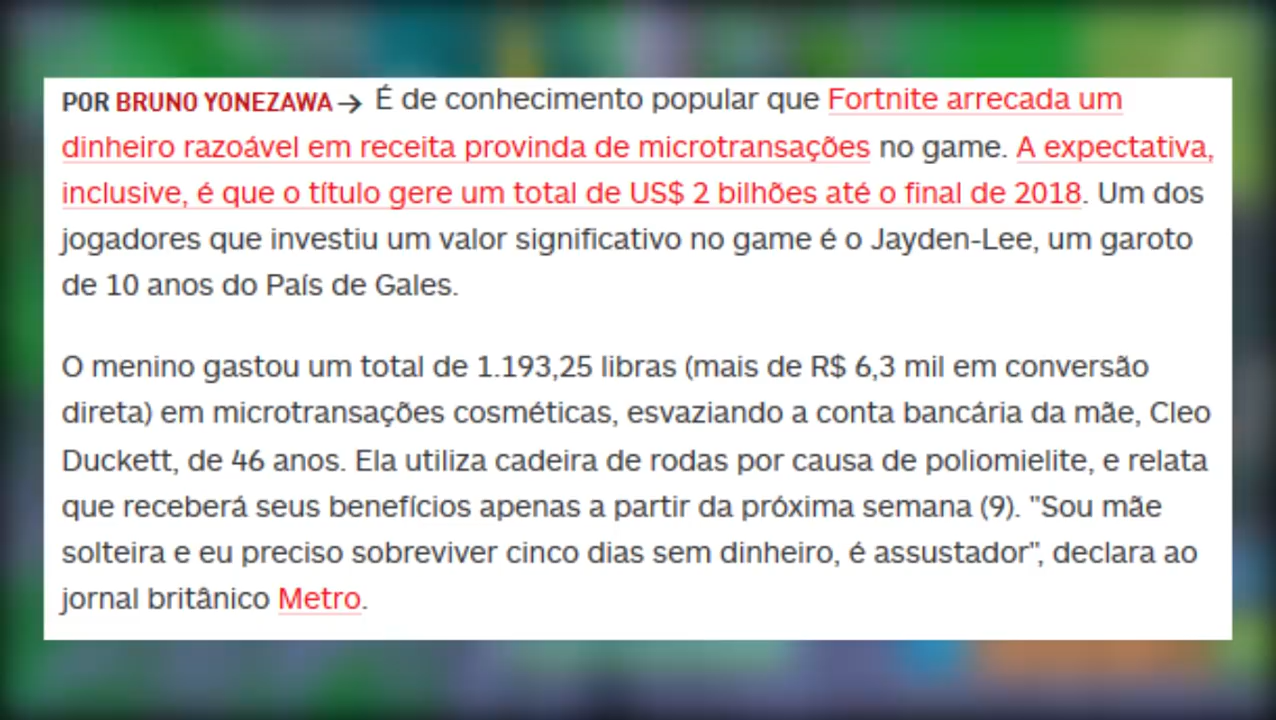 POR BRUNO YONEZAWA → É de conhecimento popular que Fortnite arrecada um
dinheiro razoável em receita provinda de microtransações no game. A expectativa,
inclusive, é que o título gere um total de US$ 2 bilhões até o final de 2018. Um dos
jogadores que investiu um valor significativo no game é o Jayden-Lee, um garoto
de 10 anos do País de Gales.
O menino gastou um total de 1.193,25 libras (mais de R$ 6,3 mil em conversão
direta) em microtransações cosméticas, esvaziando a conta bancária da mãe, Cleo
Duckett, de 46 anos. Ela utiliza cadeira de rodas por causa de poliomielite, e relata
que receberá seus benefícios apenas a partir da próxima semana (9). "Sou mãe
solteira e eu preciso sobreviver cinco dias sem dinheiro, é assustador", declara ao
jornal britânico Metro.